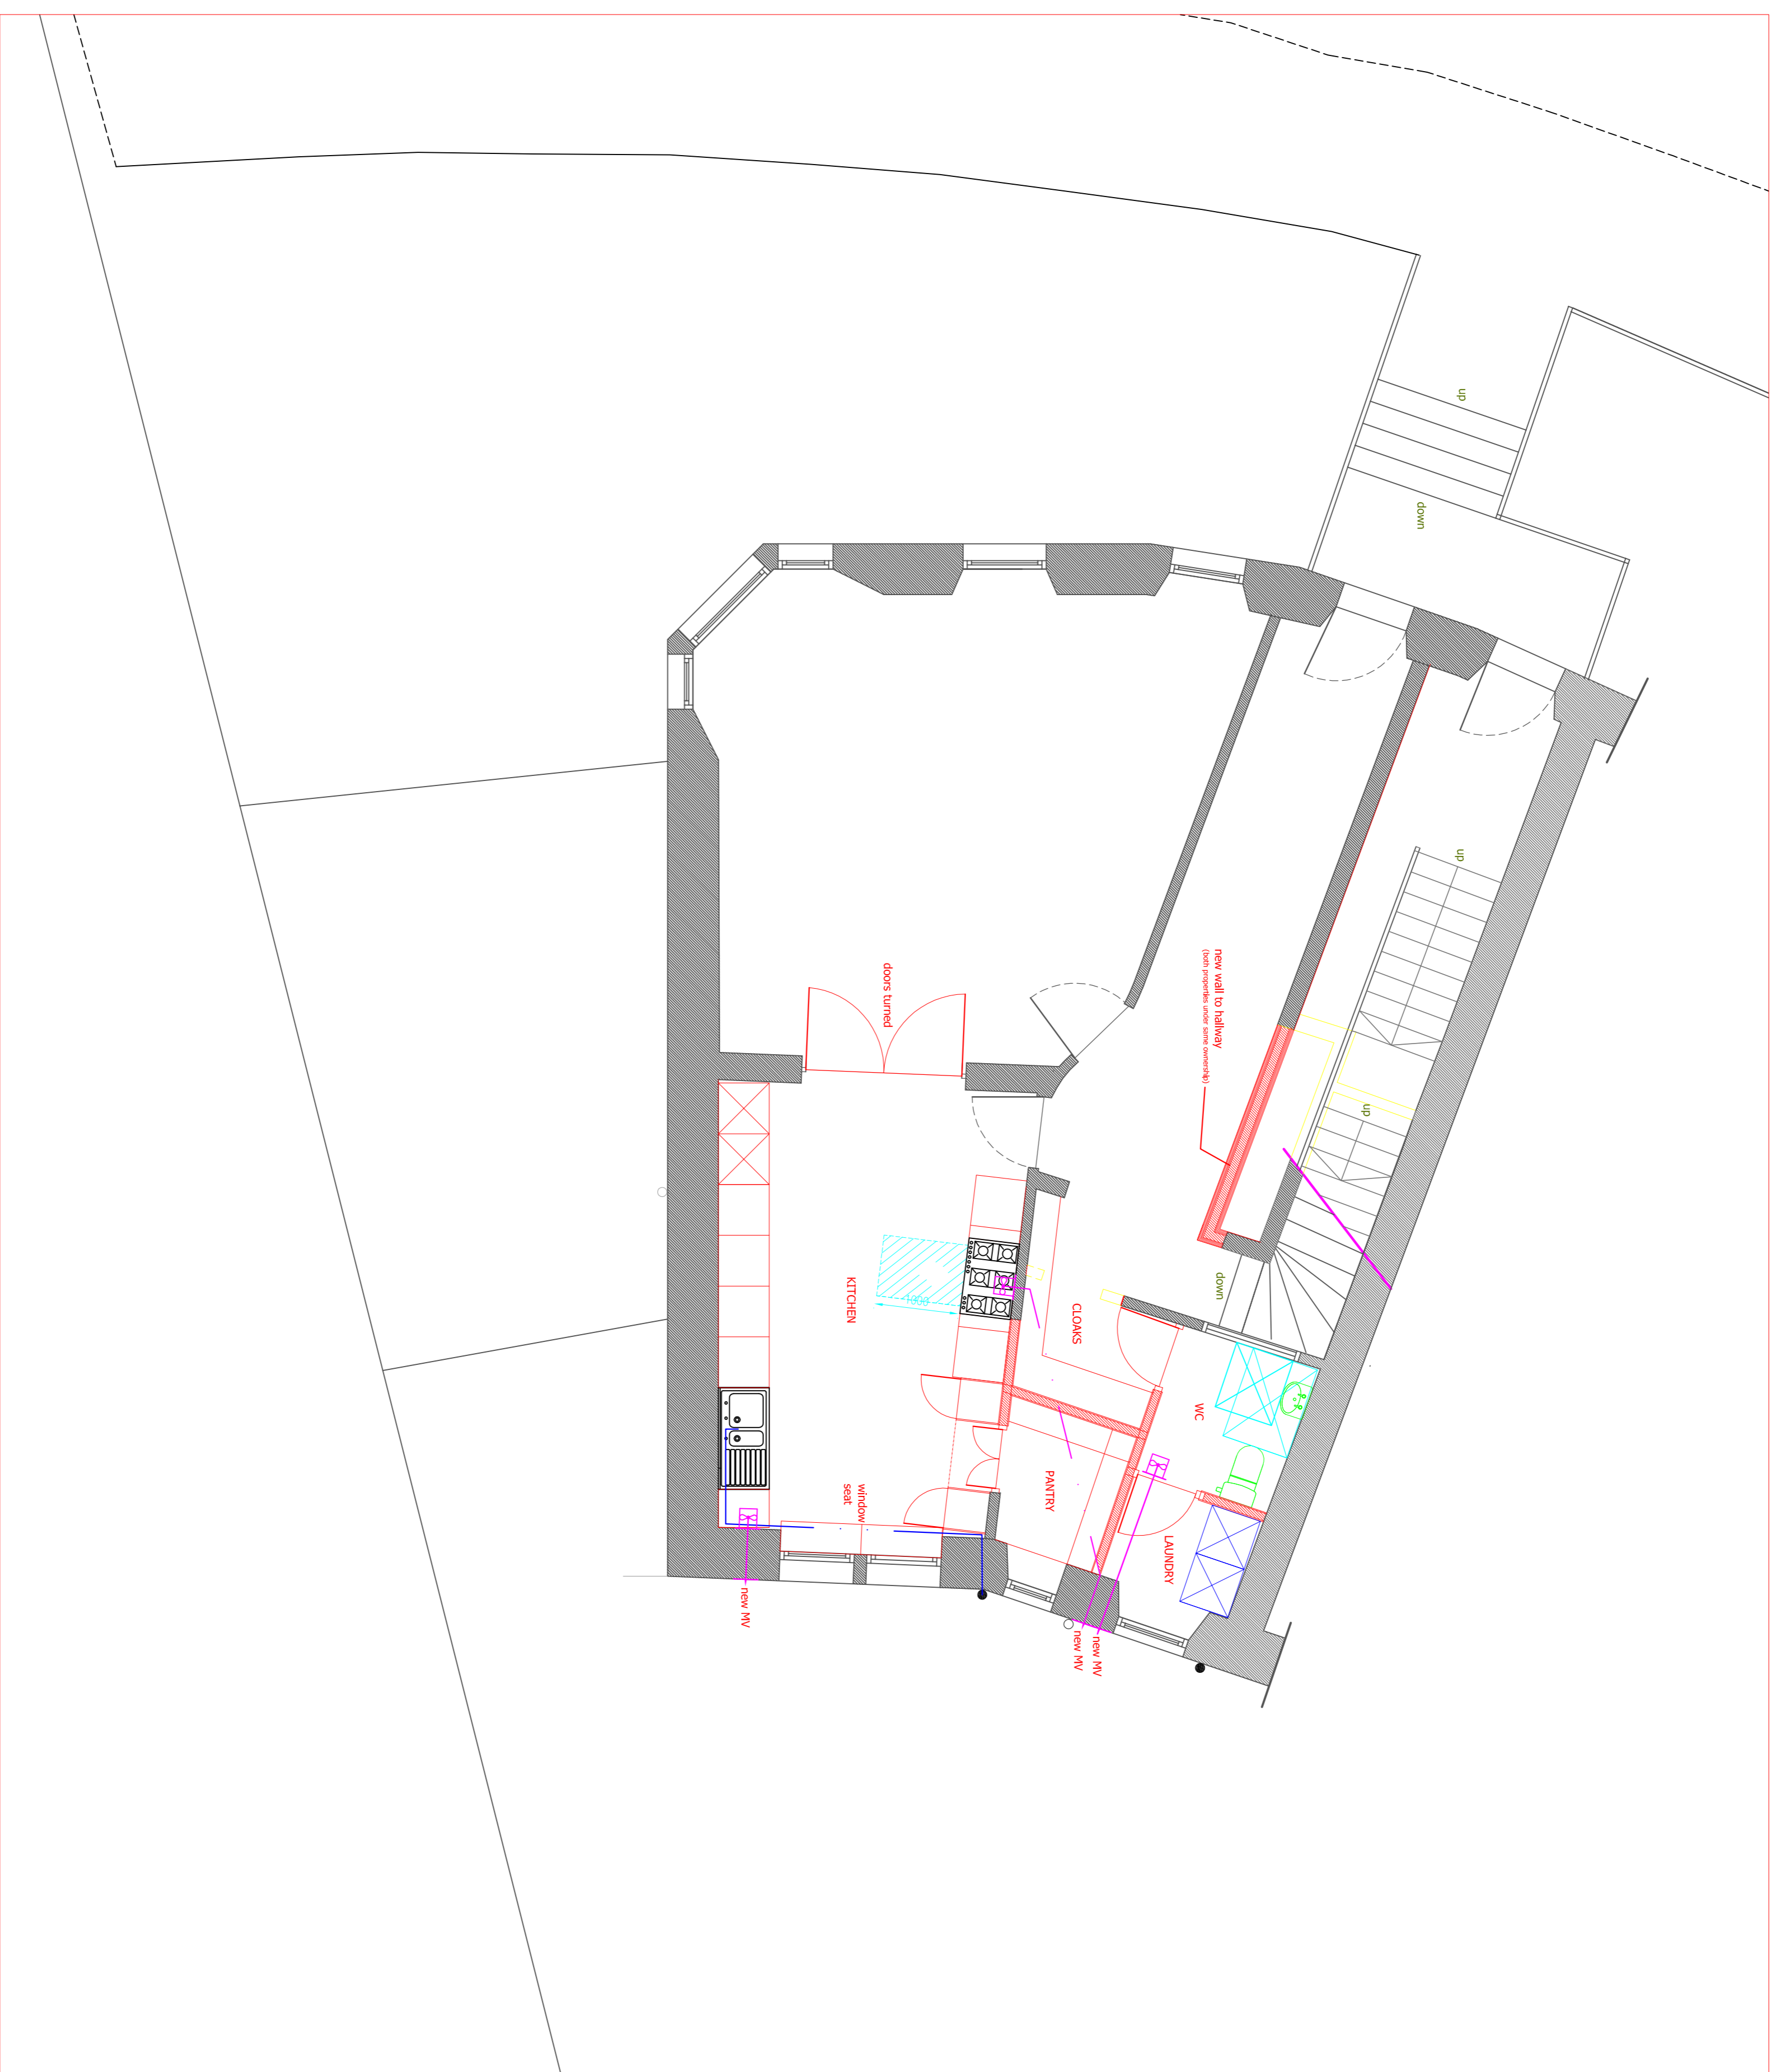 up
down
up
up
new wall to hallway
(both properties under same ownership)
doors turned
down
KITCHEN
1000
CLOAKS
WC
PANTRY
window
seat
LAUNDRY
new MV
new MV
new MV